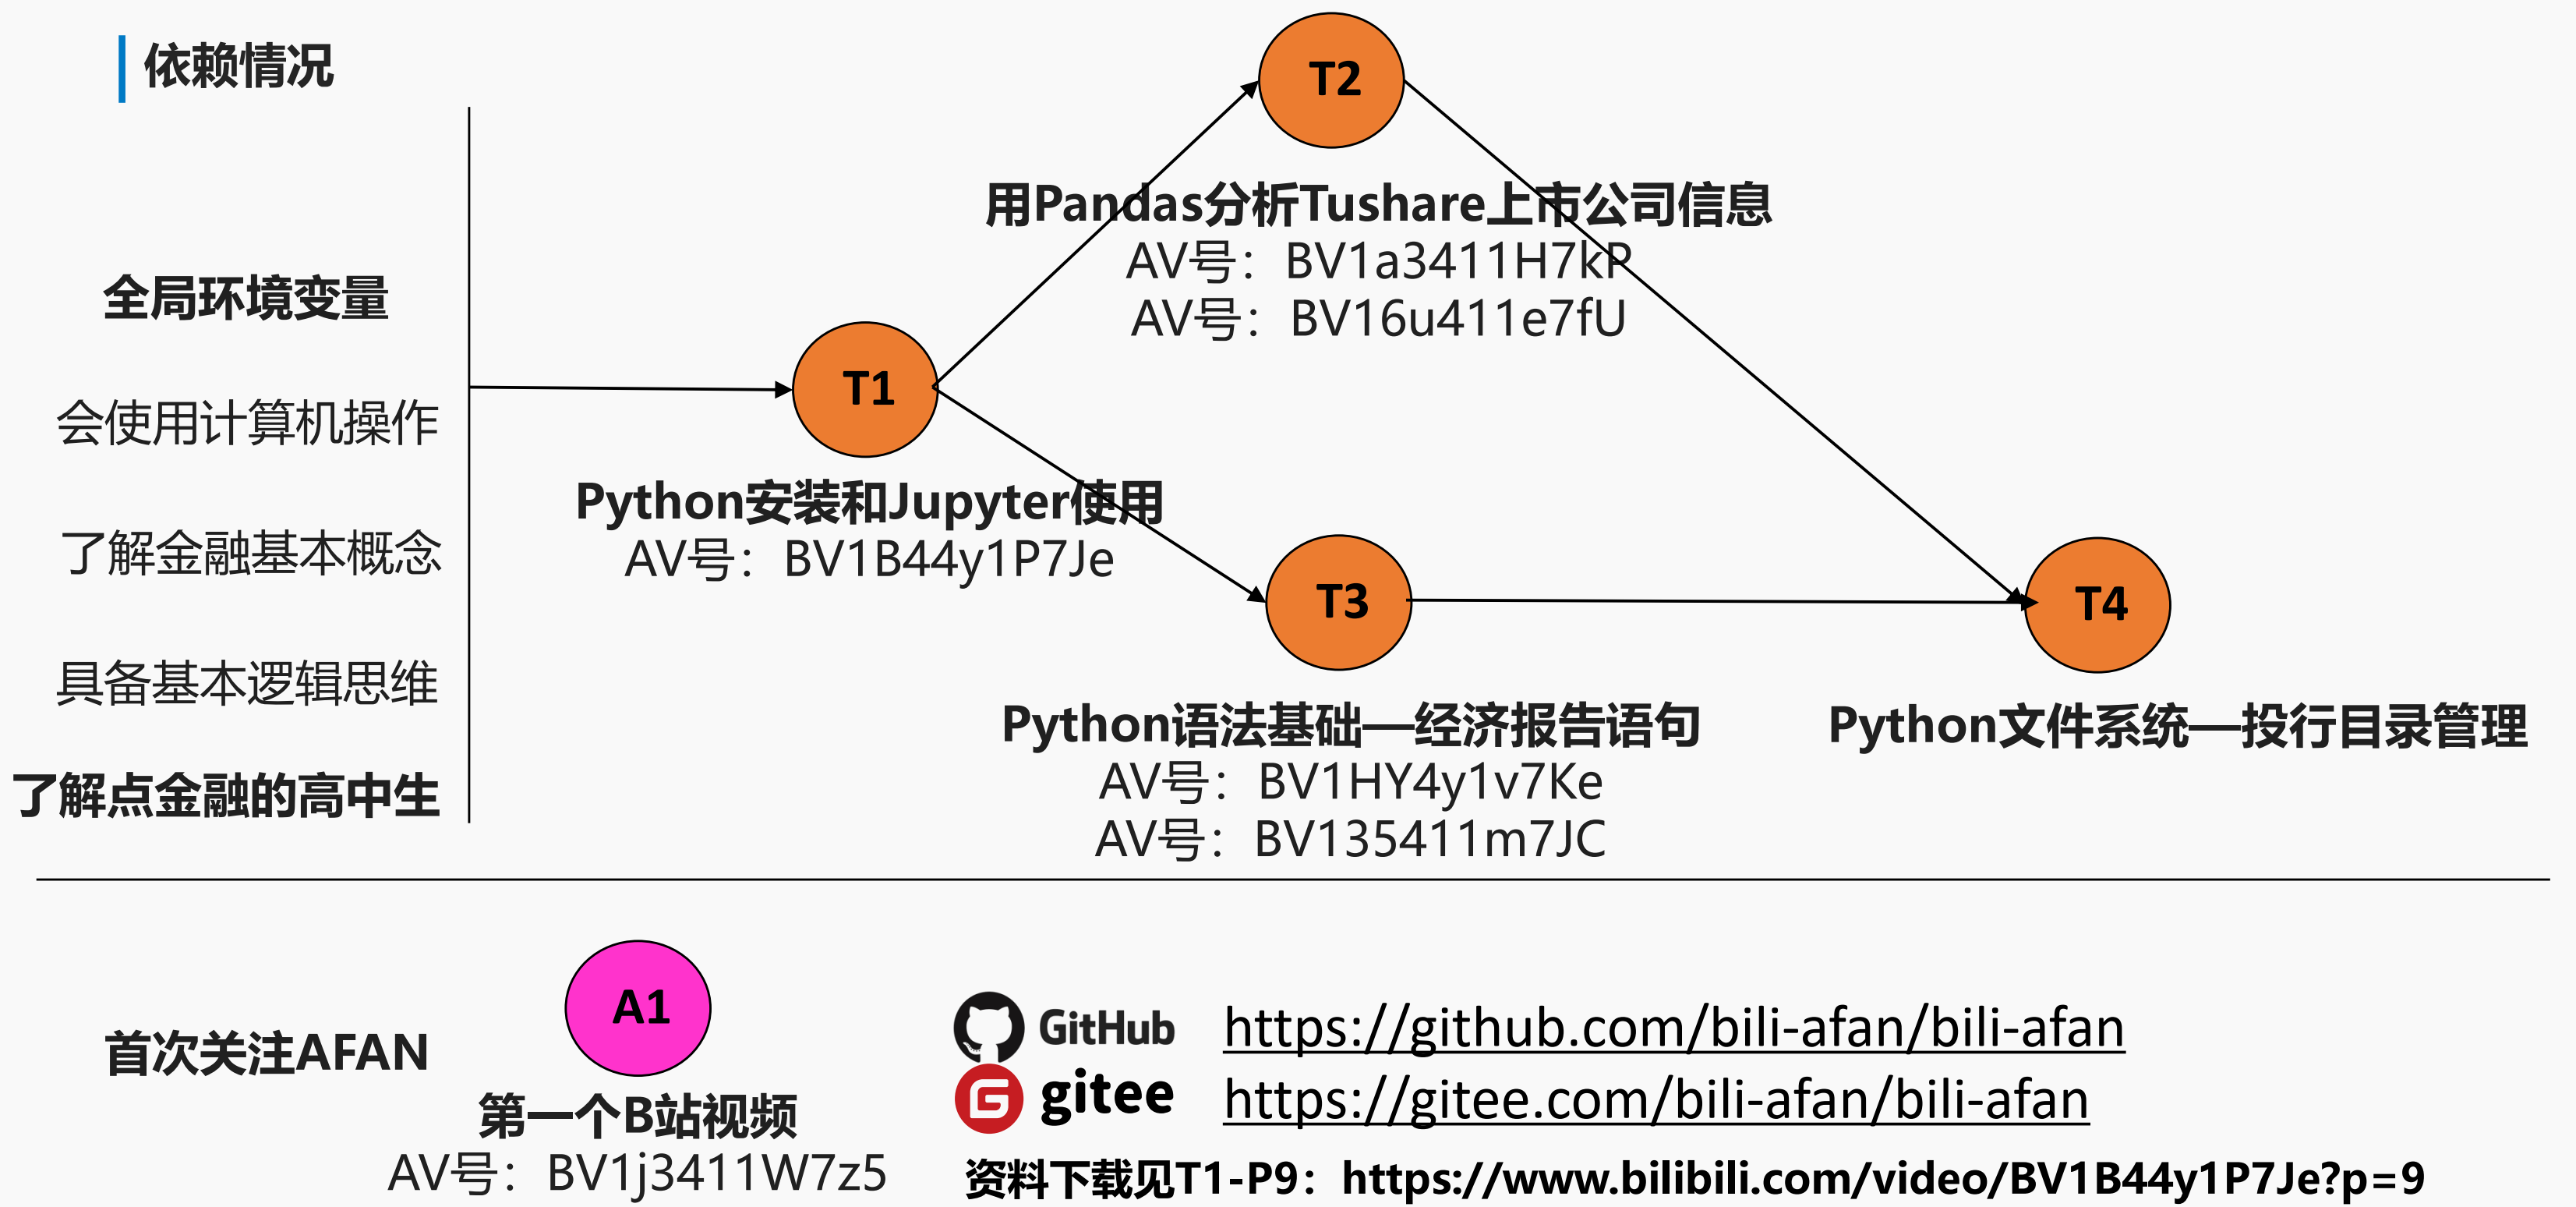 依赖情况
全局环境变量
会使用计算机操作
了解金融基本概念
具备基本逻辑思维
了解点金融的高中生
T1
Python安装和Jupyter使用
AV号：BV1B44y1P7Je
T2
用Pandas分析Tushare上市公司信息
AV号：BV1a3411H7kP
AV号：BV16u411e7fU
T3
Python语法基础—经济报告语句
AV号：BV1HY4y1v7Ke
AV号：BV135411m7JC
T4
Python文件系统—投行目录管理
首次关注AFAN
A1
第一个B站视频
AV号：BV1j3411W7z5
GitHub https://github.com/bili-afan/bili-afan
gitee https://gitee.com/bili-afan/bili-afan
资料下载见T1-P9：https://www.bilibili.com/video/BV1B44y1P7Je?p=9